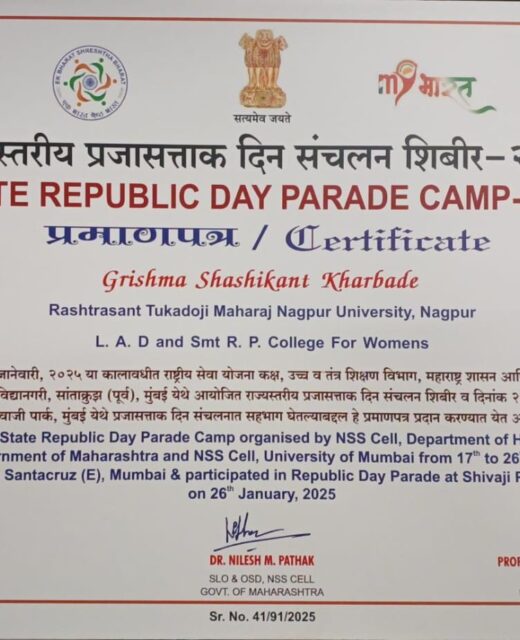 EK BHARAT SHRESHTHA BHARAT
एक भारत श्रेष्ठ भारत
सत्यमेव जयते
my भारत
स्तरीय प्रजासत्ताक दिन संचलन शिबीर-
TE REPUBLIC DAY PARADE CAMP-
प्रमाणपत्र / Certificate
Grishma Shashikant Kharbade
Rashtrasant Tukadoji Maharaj Nagpur University, Nagpur
L. A. D and Smt R. P. College For Womens
जानेवारी, २०२५ या कालावधीत राष्ट्रीय सेवा योजना कक्ष, उच्च व तंत्र शिक्षण विभाग, महाराष्ट्र शासन आि
विद्यानगरी, सांताक्रुझ (पूर्व), मुंबई येथे आयोजित राज्यस्तरीय प्रजासत्ताक दिन संचलन शिबीर व दिनांक २
वाजी पार्क, मुंबई येथे प्रजासत्ताक दिन संचलनात सहभाग घेतल्याबद्दल हे प्रमाणपत्र प्रदान करण्यात येत अ
State Republic Day Parade Camp organised by NSS Cell, Department of H
rnment of Maharashtra and NSS Cell, University of Mumbai from 17th to 26
Santacruz (E), Mumbai & participated in Republic Day Parade at Shivaji P
on 26th January, 2025
DR. NILESH M. PATHAK
PROF
SLO & OSD, NSS CELL
GOVT. OF MAHARASHTRA
Sr. No. 41/91/2025